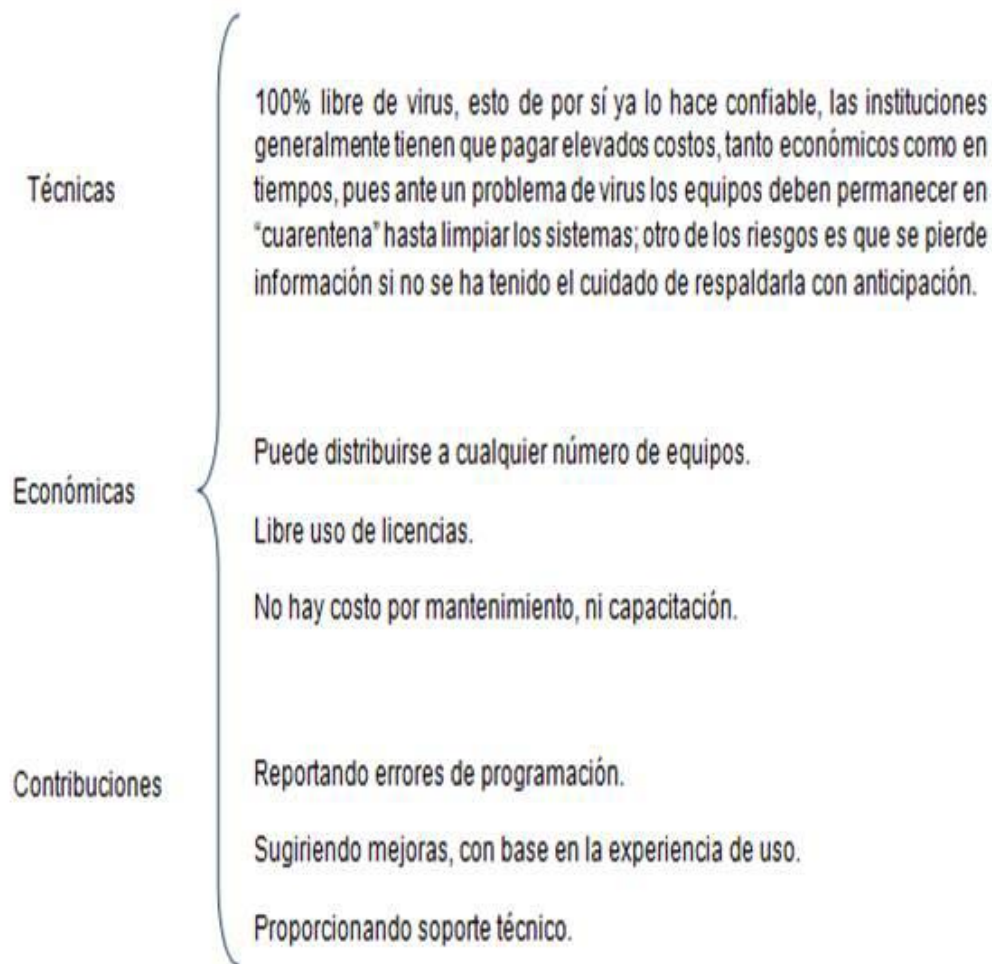 Técnicas
100% libre de virus, esto de por sí ya lo hace confiable, las instituciones
generalmente tienen que pagar elevados costos, tanto económicos como en
tiempos, pues ante un problema de virus los equipos deben permanecer en
“cuarentena” hasta limpiar los sistemas; otro de los riesgos es que se pierde
información si no se ha tenido el cuidado de respaldarla con anticipación.
Económicas
Puede distribuirse a cualquier número de equipos.
Libre uso de licencias.
No hay costo por mantenimiento, ni capacitación.
Contribuciones
Reportando errores de programación.
Sugiriendo mejoras, con base en la experiencia de uso.
Proporcionando soporte técnico.